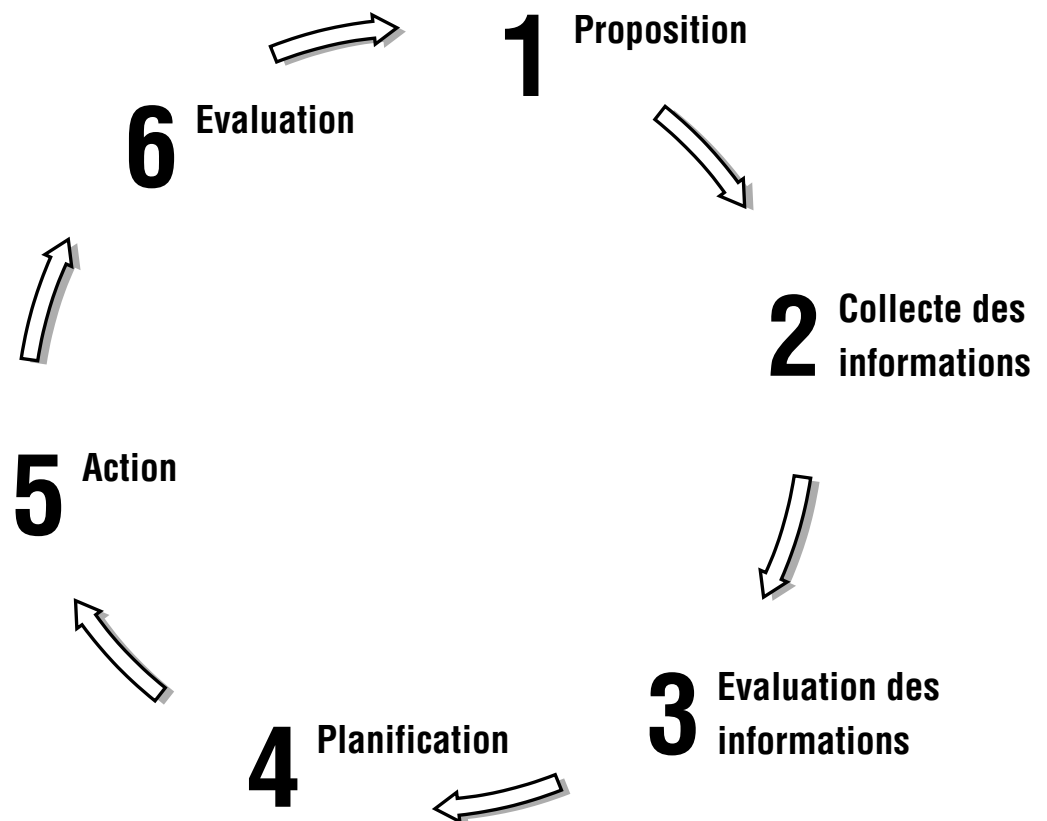 1 Proposition
2 Collecte des
informations
3 Evaluation des
informations
4 Planification
5 Action
6 Evaluation